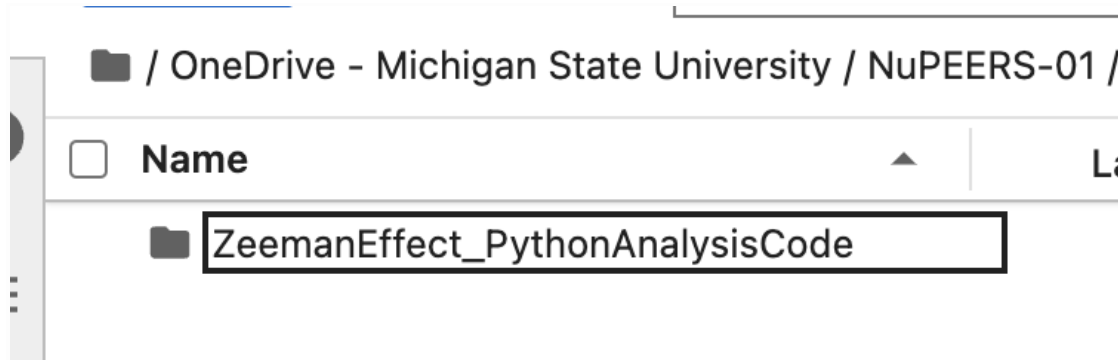 / OneDrive - Michigan State University / NuPEERS-01 /
Name
ZeemanEffect_PythonAnalysisCode